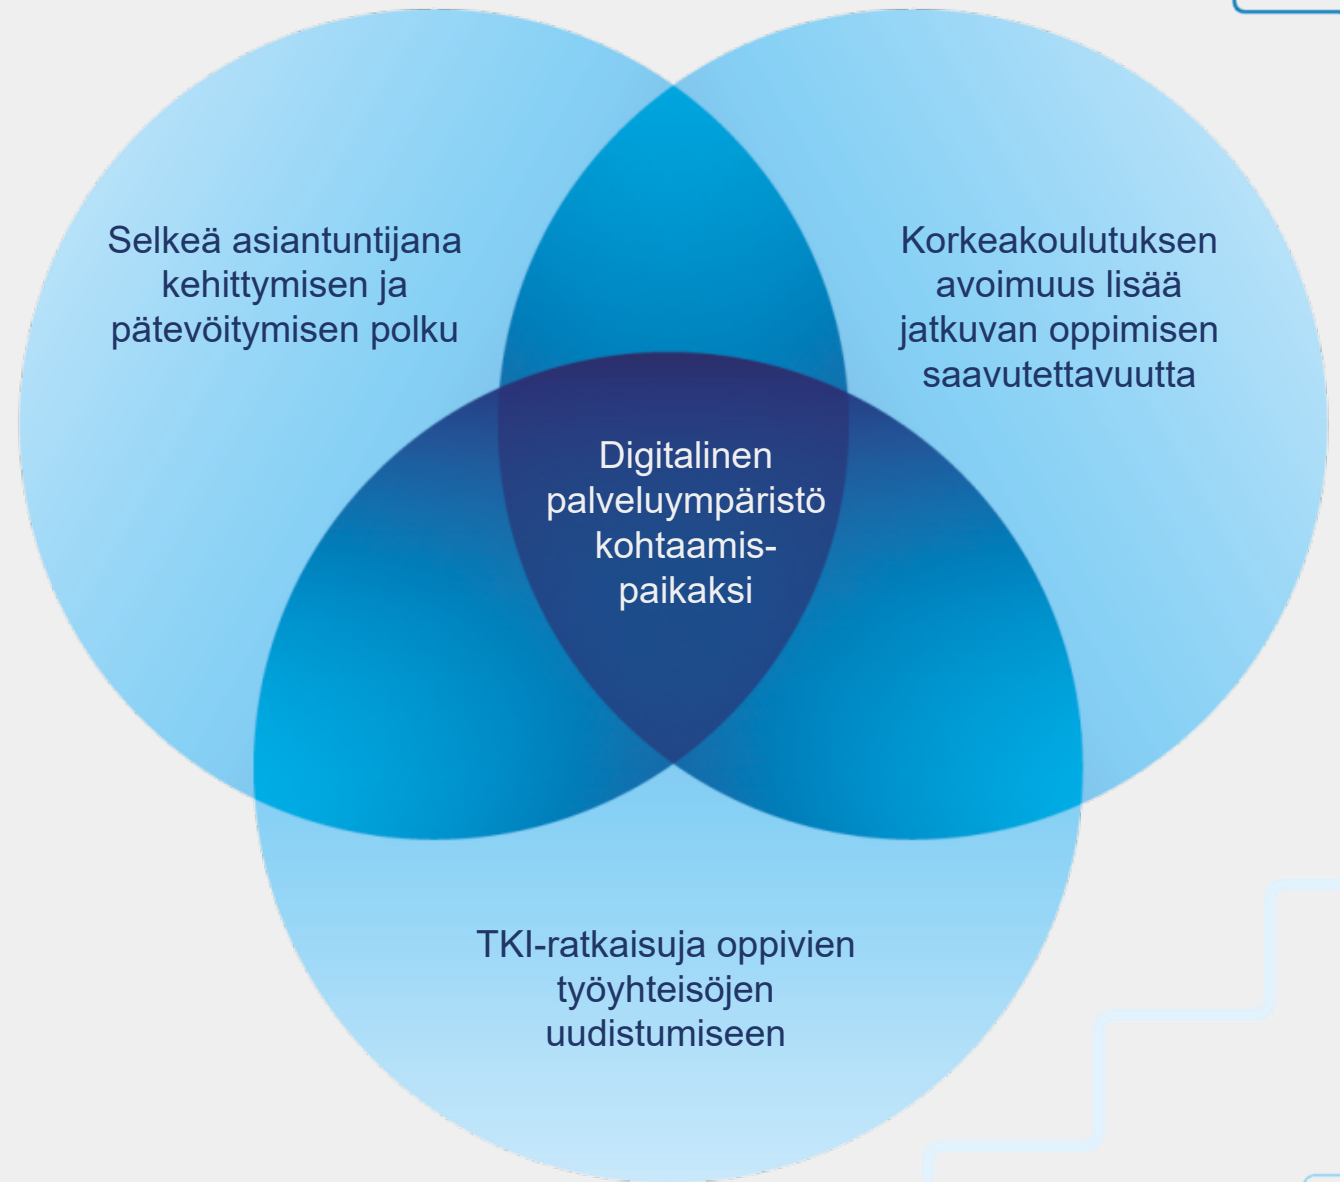 Selkeä asiantuntijana
kehittymisen ja
pätevöitymisen polku
Korkeakoulutuksen
avoimuus lisää
jatkuvan oppimisen
saavutettavuutta
Digitalinen
palveluympäristö
kohtaamis-
paikaksi
TKI-ratkaisuja oppivien
työyhteisöjen
uudistumiseen